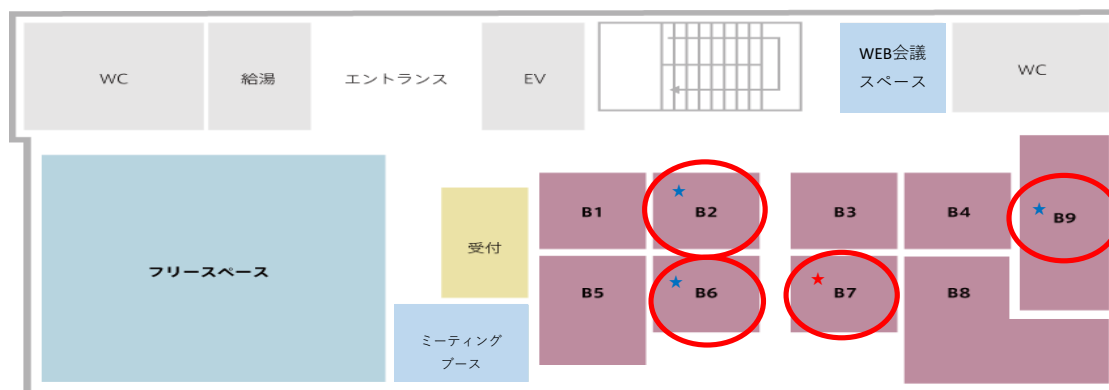 WC
給湯
エントランス
EV
WEB会議
スペース
WC
フリースペース
受付
ミーティング
ブース
B1
B2
B3
B4
B9
B5
B6
B7
B8